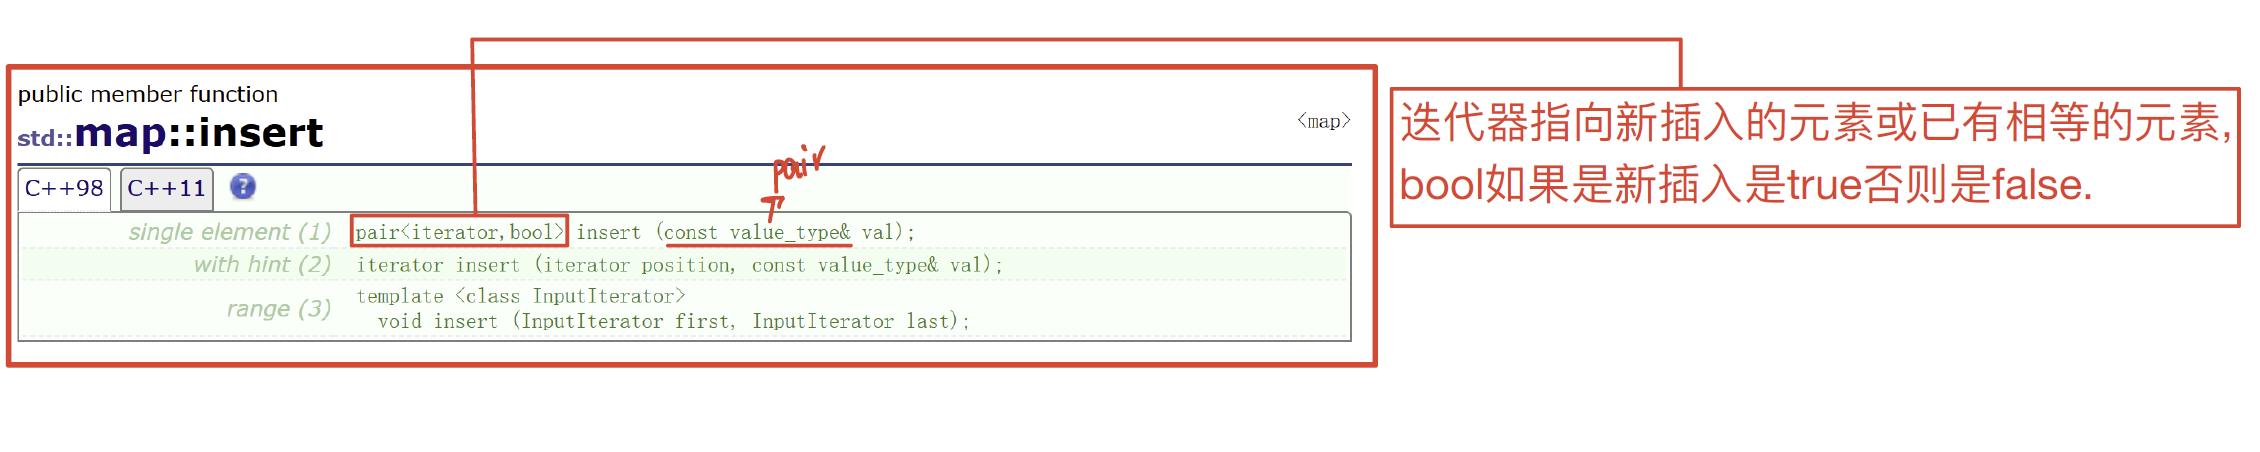 public member function
<map>
std::map::insert
pair
C++98 C++11 ?
single element (1) pair<iterator,bool> insert (const value_type& val);
with hint (2) iterator insert (iterator position, const value_type& val);
range (3) template <class InputIterator>
void insert (InputIterator first, InputIterator last);
迭代器指向新插入的元素或已有相等的元素,
bool如果是新插入是true否则是false.